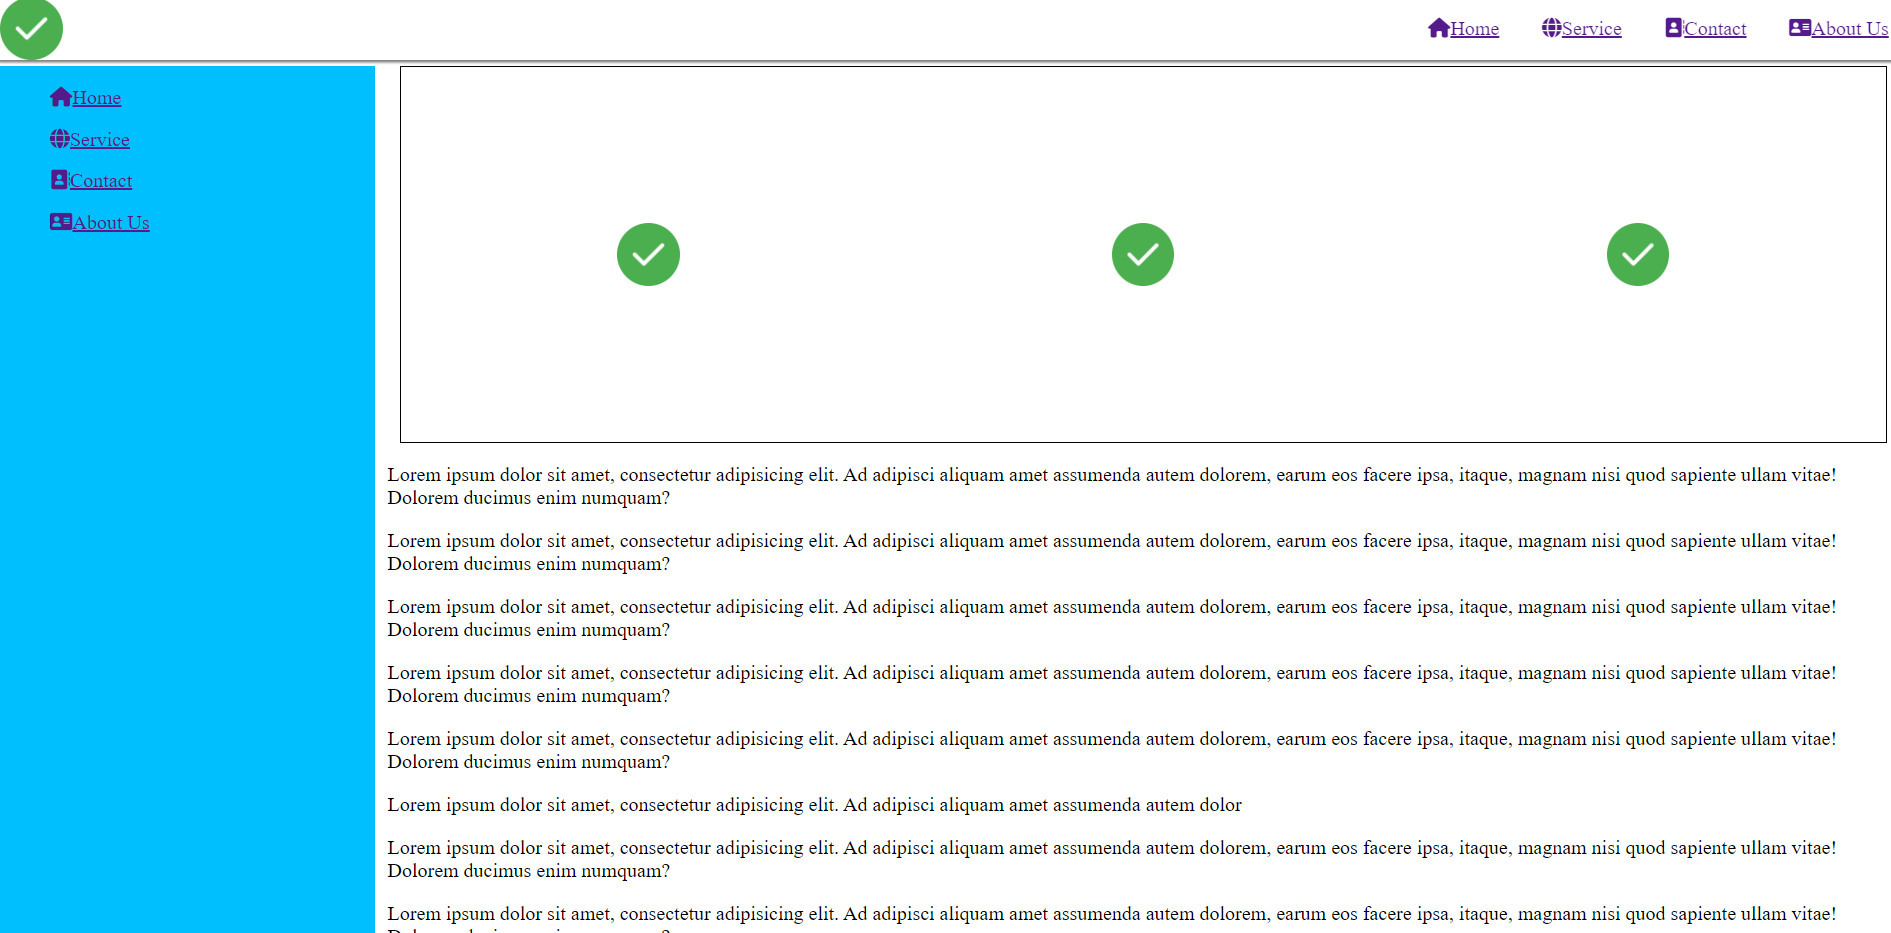 Home Service Contact About Us
Home
Service
Contact
About Us
Lorem ipsum dolor sit amet, consectetur adipisicing elit. Ad adipisci aliquam amet assumenda autem dolorem, earum eos facere ipsa, itaque, magnam nisi quod sapiente ullam vitae!
Dolorem ducimus enim numquam?
Lorem ipsum dolor sit amet, consectetur adipisicing elit. Ad adipisci aliquam amet assumenda autem dolorem, earum eos facere ipsa, itaque, magnam nisi quod sapiente ullam vitae!
Dolorem ducimus enim numquam?
Lorem ipsum dolor sit amet, consectetur adipisicing elit. Ad adipisci aliquam amet assumenda autem dolorem, earum eos facere ipsa, itaque, magnam nisi quod sapiente ullam vitae!
Dolorem ducimus enim numquam?
Lorem ipsum dolor sit amet, consectetur adipisicing elit. Ad adipisci aliquam amet assumenda autem dolorem, earum eos facere ipsa, itaque, magnam nisi quod sapiente ullam vitae!
Dolorem ducimus enim numquam?
Lorem ipsum dolor sit amet, consectetur adipisicing elit. Ad adipisci aliquam amet assumenda autem dolorem, earum eos facere ipsa, itaque, magnam nisi quod sapiente ullam vitae!
Dolorem ducimus enim numquam?
Lorem ipsum dolor sit amet, consectetur adipisicing elit. Ad adipisci aliquam amet assumenda autem dolor
Lorem ipsum dolor sit amet, consectetur adipisicing elit. Ad adipisci aliquam amet assumenda autem dolorem, earum eos facere ipsa, itaque, magnam nisi quod sapiente ullam vitae!
Dolorem ducimus enim numquam?
Lorem ipsum dolor sit amet, consectetur adipisicing elit. Ad adipisci aliquam amet assumenda autem dolorem, earum eos facere ipsa, itaque, magnam nisi quod sapiente ullam vitae!